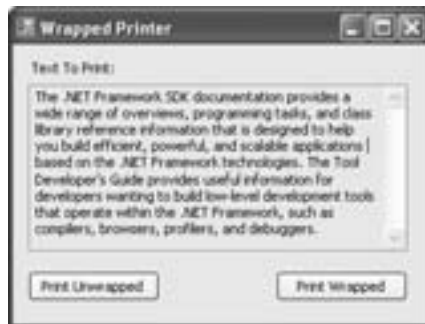 Wrapped Printer
Text To Print:
The .NET Framework SDK documentation provides a
wide range of overviews, programming tasks, and class
library reference information that is designed to help
you build efficient, powerful, and scalable applications
based on the .NET Framework technologies. The Tool
Developer's Guide provides useful information for
developers wanting to build low-level development tools
that operate within the .NET Framework, such as
compilers, browsers, profilers, and debuggers.
Print Unwrapped
Print Wrapped